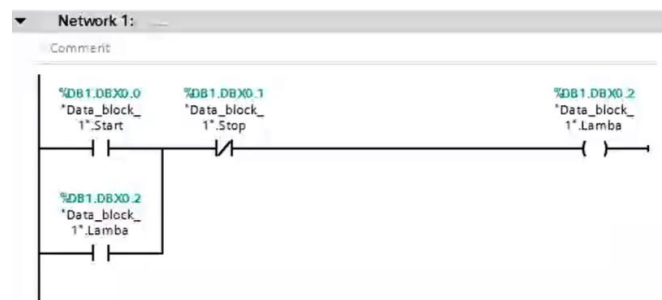 Network 1:
Comment
%DB1.DBX0.0
"Data_block_
1".Start
%DB1.DBX0.1
"Data_block_
1".Stop
%DB1.DBX0.2
"Data_block_
1".Lamba
%DB1.DBX0.2
"Data_block_
1".Lamba